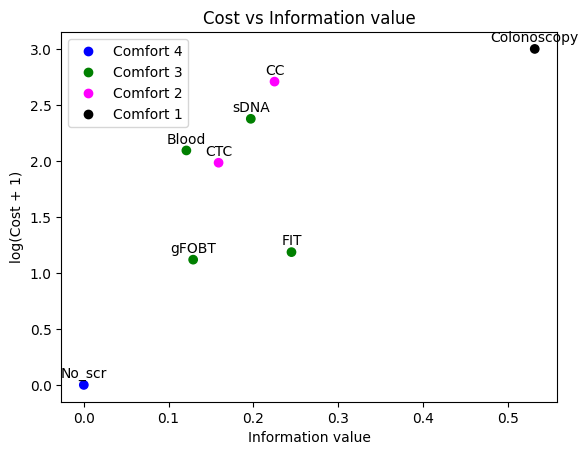 Cost vs Information value
Comfort 4
Comfort 3
Comfort 2
Comfort 1
Colonoscopy
CC
sDNA
Blood
CTC
gFOBT
FIT
No_scr
log(Cost + 1)
3.0
2.5
2.0
1.5
1.0
0.5
0.0
0.0 0.1 0.2 0.3 0.4 0.5
Information value